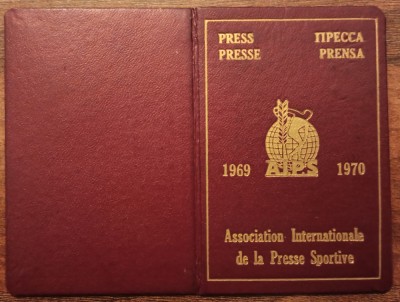 PRESS ПРЕССА
PRESSE PRENSA
AIPS
1969 1970
Association Internationale
de la Presse Sportive